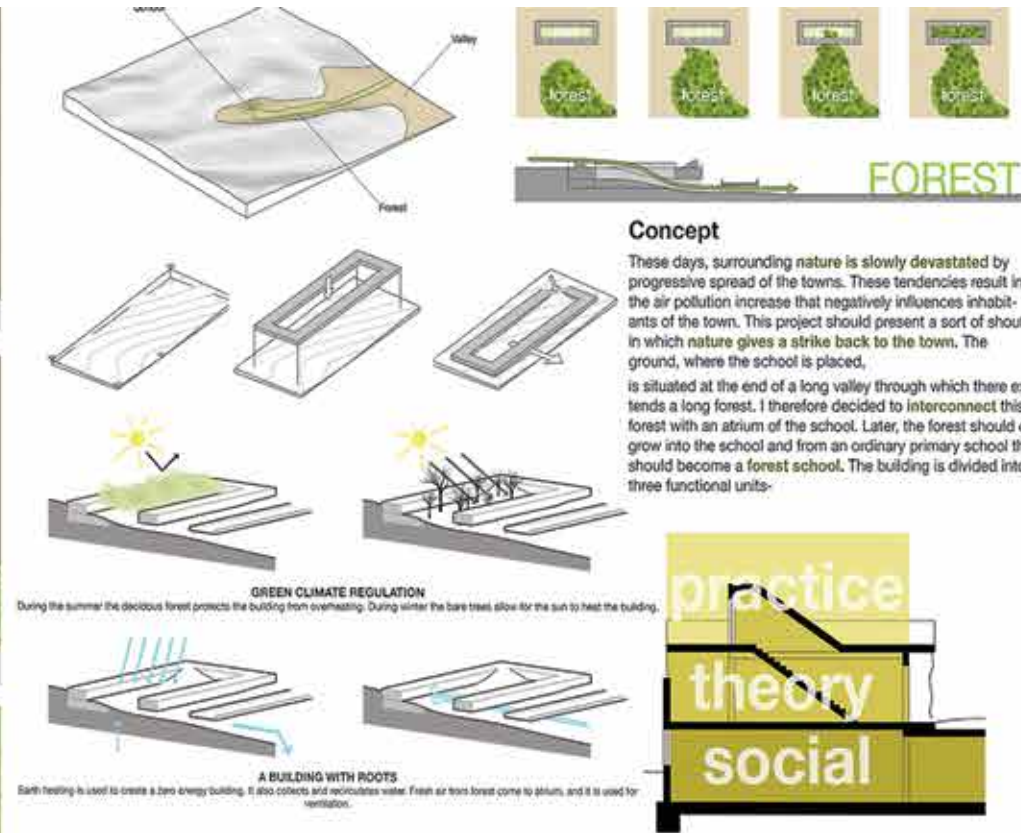 School
Valley
Forest
forest
forest
forest
forest
FOREST
Concept
These days, surrounding nature is slowly devastated by
progressive spread of the towns. These tendencies result in
the air pollution increase that negatively influences inhabit-
ants of the town. This project should present a sort of shout
in which nature gives a strike back to the town. The
ground, where the school is placed,
is situated at the end of a long valley through which there ex
tends a long forest. I therefore decided to interconnect this
forest with an atrium of the school. Later, the forest should
grow into the school and from an ordinary primary school th
should become a forest school. The building is divided into
three functional units-
GREEN CLIMATE REGULATION
During the summer the decidous forest protects the building from overheating. During winter the bare trees allow for the sun to heat the building.
practice
theory
social
A BUILDING WITH ROOTS
Earth heating is used to create a zero energy building. It also collects and recirculates water. Fresh air from forest come to atrium, and it is used for
ventilation.